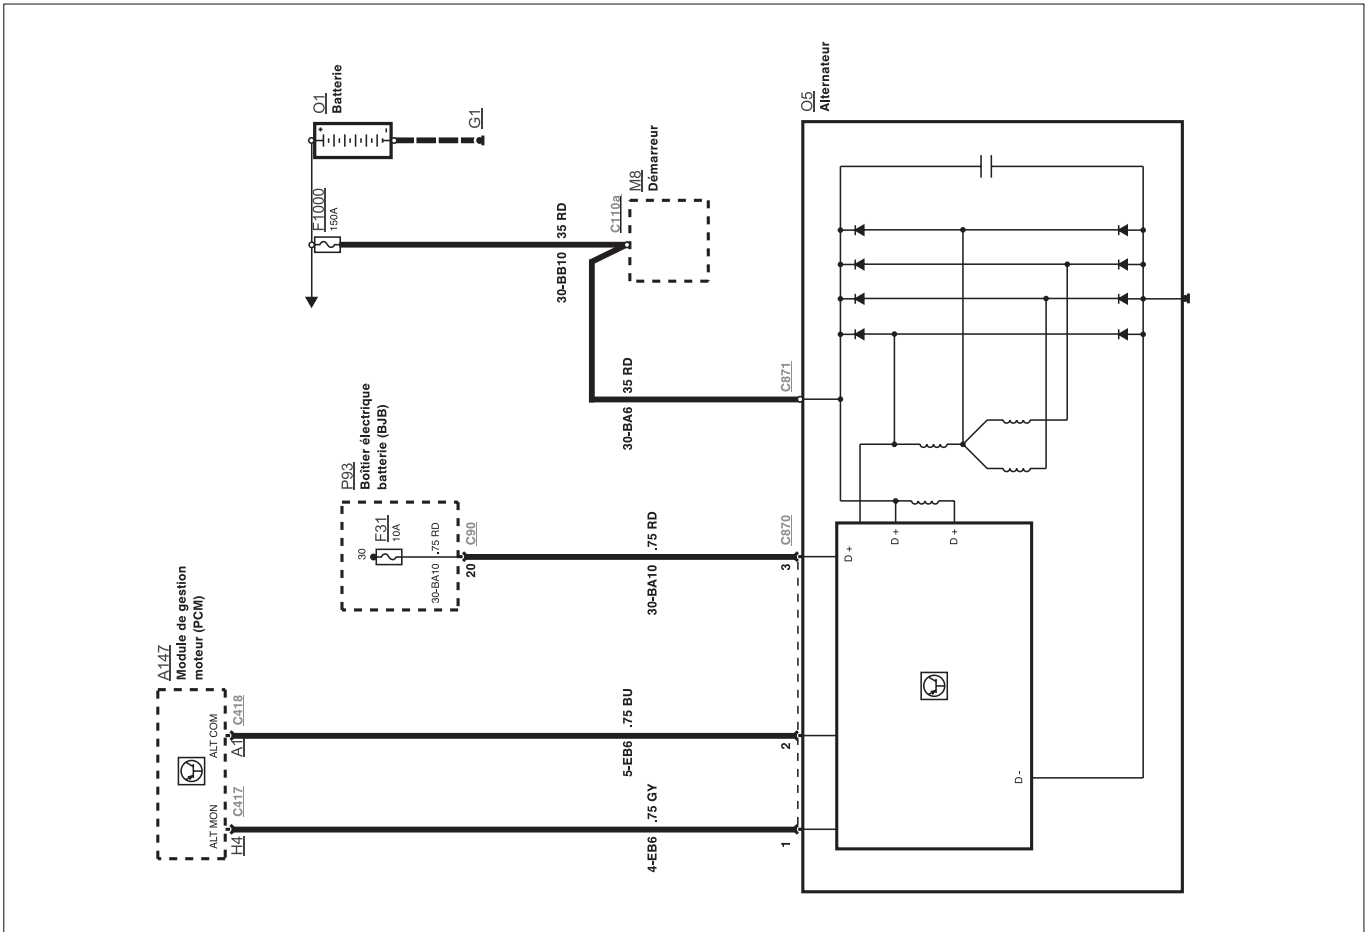 O1
Batterie
G1
F1000
150A
M8
Démarreur
C110a
30-BB10 35 RD
30-BA6 35 RD
C871
O5
Alternateur
P93
Boîtier électrique
batterie (BJB)
30
F31
10A
30-BA10 .75 RD
C90
20
30-BA10 .75 RD
C870
3
D +
D +
D +
D -
A147
Module de gestion
moteur (PCM)
ALT COM
C418
A1
5-EB6 .75 BU
2
ALT MON
C417
H4
4-EB6 .75 GY
1